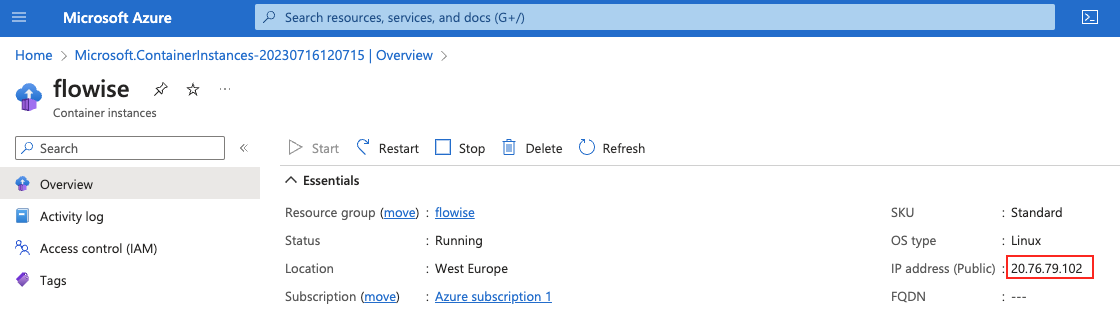 Microsoft Azure
Search resources, services, and docs (G+/)
Home > Microsoft.ContainerInstances-20230716120715 | Overview >
flowise
Container instances
Search
Overview
Activity log
Access control (IAM)
Tags
Start Restart Stop Delete Refresh
Essentials
Resource group (move) : flowise
Status : Running
Location : West Europe
Subscription (move) : Azure subscription 1
SKU : Standard
OS type : Linux
IP address (Public) : 20.76.79.102
FQDN : ---